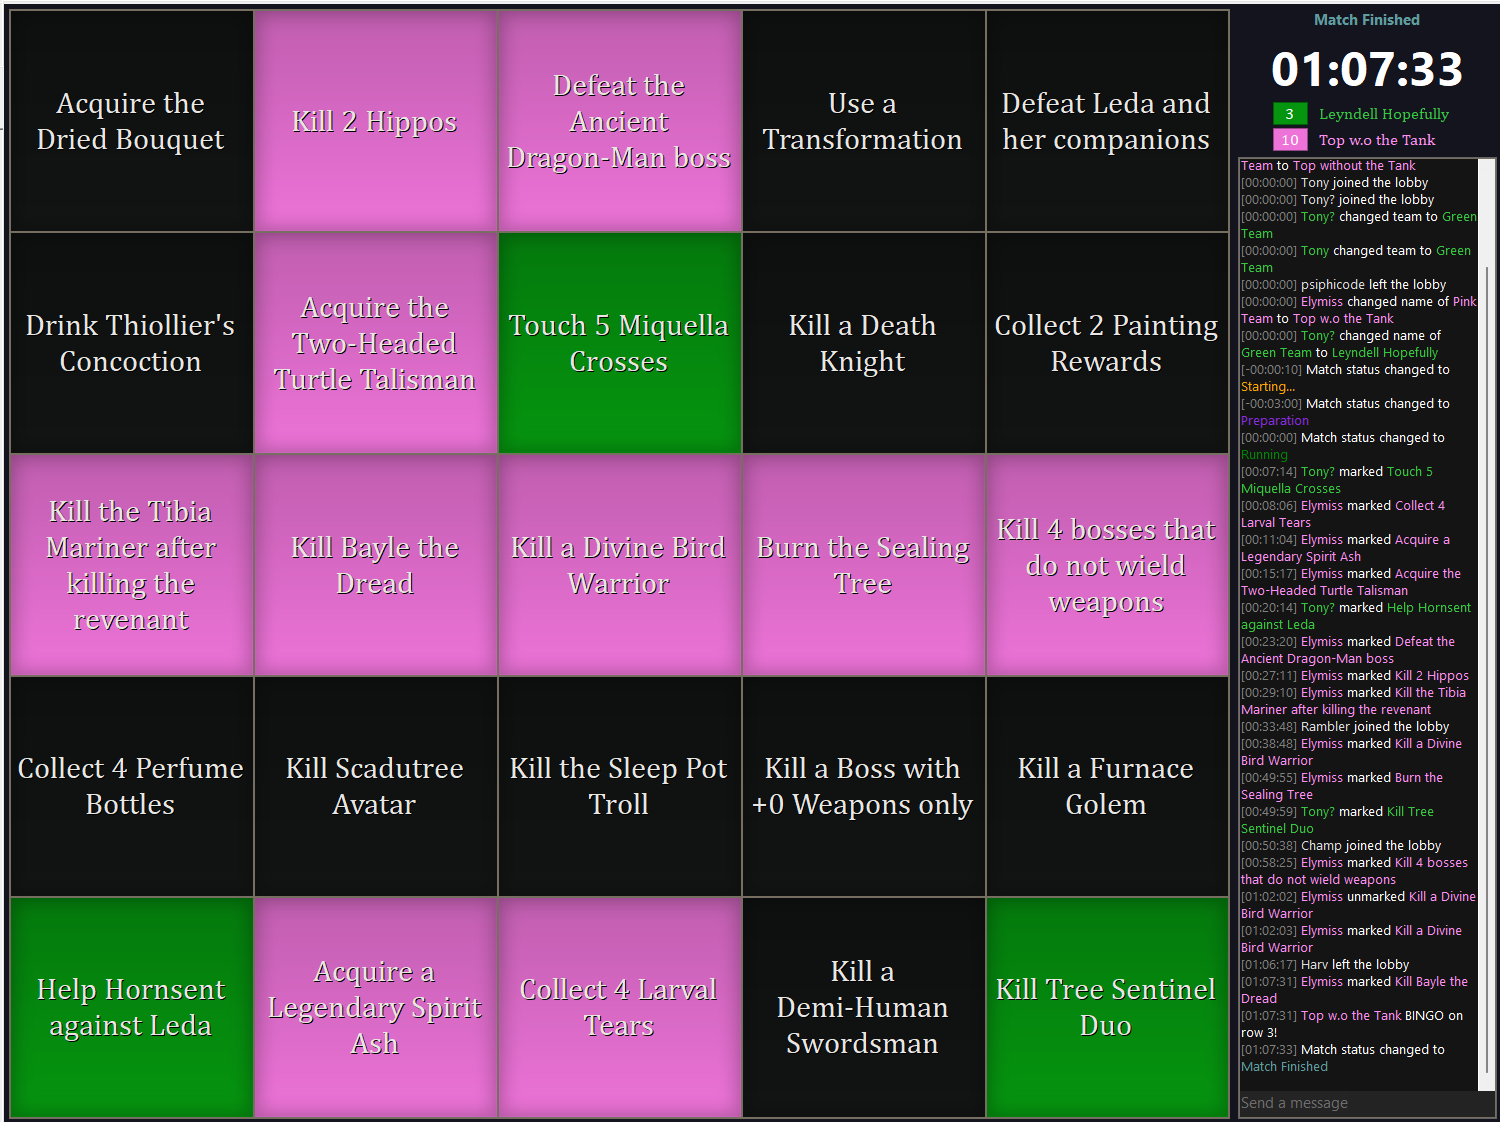 Acquire the
Dried Bouquet
Kill 2 Hippos
Defeat the
Ancient
Dragon-Man boss
Use a
Transformation
Defeat Leda and
her companions
Drink Thiollier's
Concoction
Acquire the
Two-Headed
Turtle Talisman
Touch 5 Miquella
Crosses
Kill a Death
Knight
Collect 2 Painting
Rewards
Kill the Tibia
Mariner after
killing the
revenant
Kill Bayle the
Dread
Kill a Divine Bird
Warrior
Burn the Sealing
Tree
Kill 4 bosses that
do not wield
weapons
Collect 4 Perfume
Bottles
Kill Scadutree
Avatar
Kill the Sleep Pot
Troll
Kill a Boss with
+0 Weapons only
Kill a Furnace
Golem
Help Hornsent
against Leda
Acquire a
Legendary Spirit
Ash
Collect 4 Larval
Tears
Kill a
Demi-Human
Swordsman
Kill Tree Sentinel
Duo
Match Finished
01:07:33
3 Leyndell Hopefully
10 Top w.o the Tank
Team to Top without the Tank
[00:00:00] Tony joined the lobby
[00:00:00] Tony? joined the lobby
[00:00:00] Tony? changed team to Green
Team
[00:00:00] Tony changed team to Green
Team
[00:00:00] psiphicode left the lobby
[00:00:00] Elymiss changed name of Pink
Team to Top w.o the Tank
[00:00:00] Tony? changed name of
Green Team to Leyndell Hopefully
[-00:00:10] Match status changed to
Starting...
[-00:03:00] Match status changed to
Preparation
[00:00:00] Match status changed to
Running
[00:07:14] Tony? marked Touch 5
Miquella Crosses
[00:08:06] Elymiss marked Collect 4
Larval Tears
[00:11:04] Elymiss marked Acquire a
Legendary Spirit Ash
[00:15:17] Elymiss marked Acquire the
Two-Headed Turtle Talisman
[00:20:14] Tony? marked Help Hornsent
against Leda
[00:23:20] Elymiss marked Defeat the
Ancient Dragon-Man boss
[00:27:11] Elymiss marked Kill 2 Hippos
[00:29:10] Elymiss marked Kill the Tibia
Mariner after killing the revenant
[00:33:48] Rambler joined the lobby
[00:38:48] Elymiss marked Kill a Divine
Bird Warrior
[00:49:55] Elymiss marked Burn the
Sealing Tree
[00:49:59] Tony? marked Kill Tree
Sentinel Duo
[00:50:38] Champ joined the lobby
[00:58:25] Elymiss marked Kill 4 bosses
that do not wield weapons
[01:02:02] Elymiss unmarked Kill a Divine
Bird Warrior
[01:02:03] Elymiss marked Kill a Divine
Bird Warrior
[01:06:17] Harv left the lobby
[01:07:31] Elymiss marked Kill Bayle the
Dread
[01:07:31] Top w.o the Tank BINGO on
row 3!
[01:07:33] Match status changed to
Match Finished
Send a message